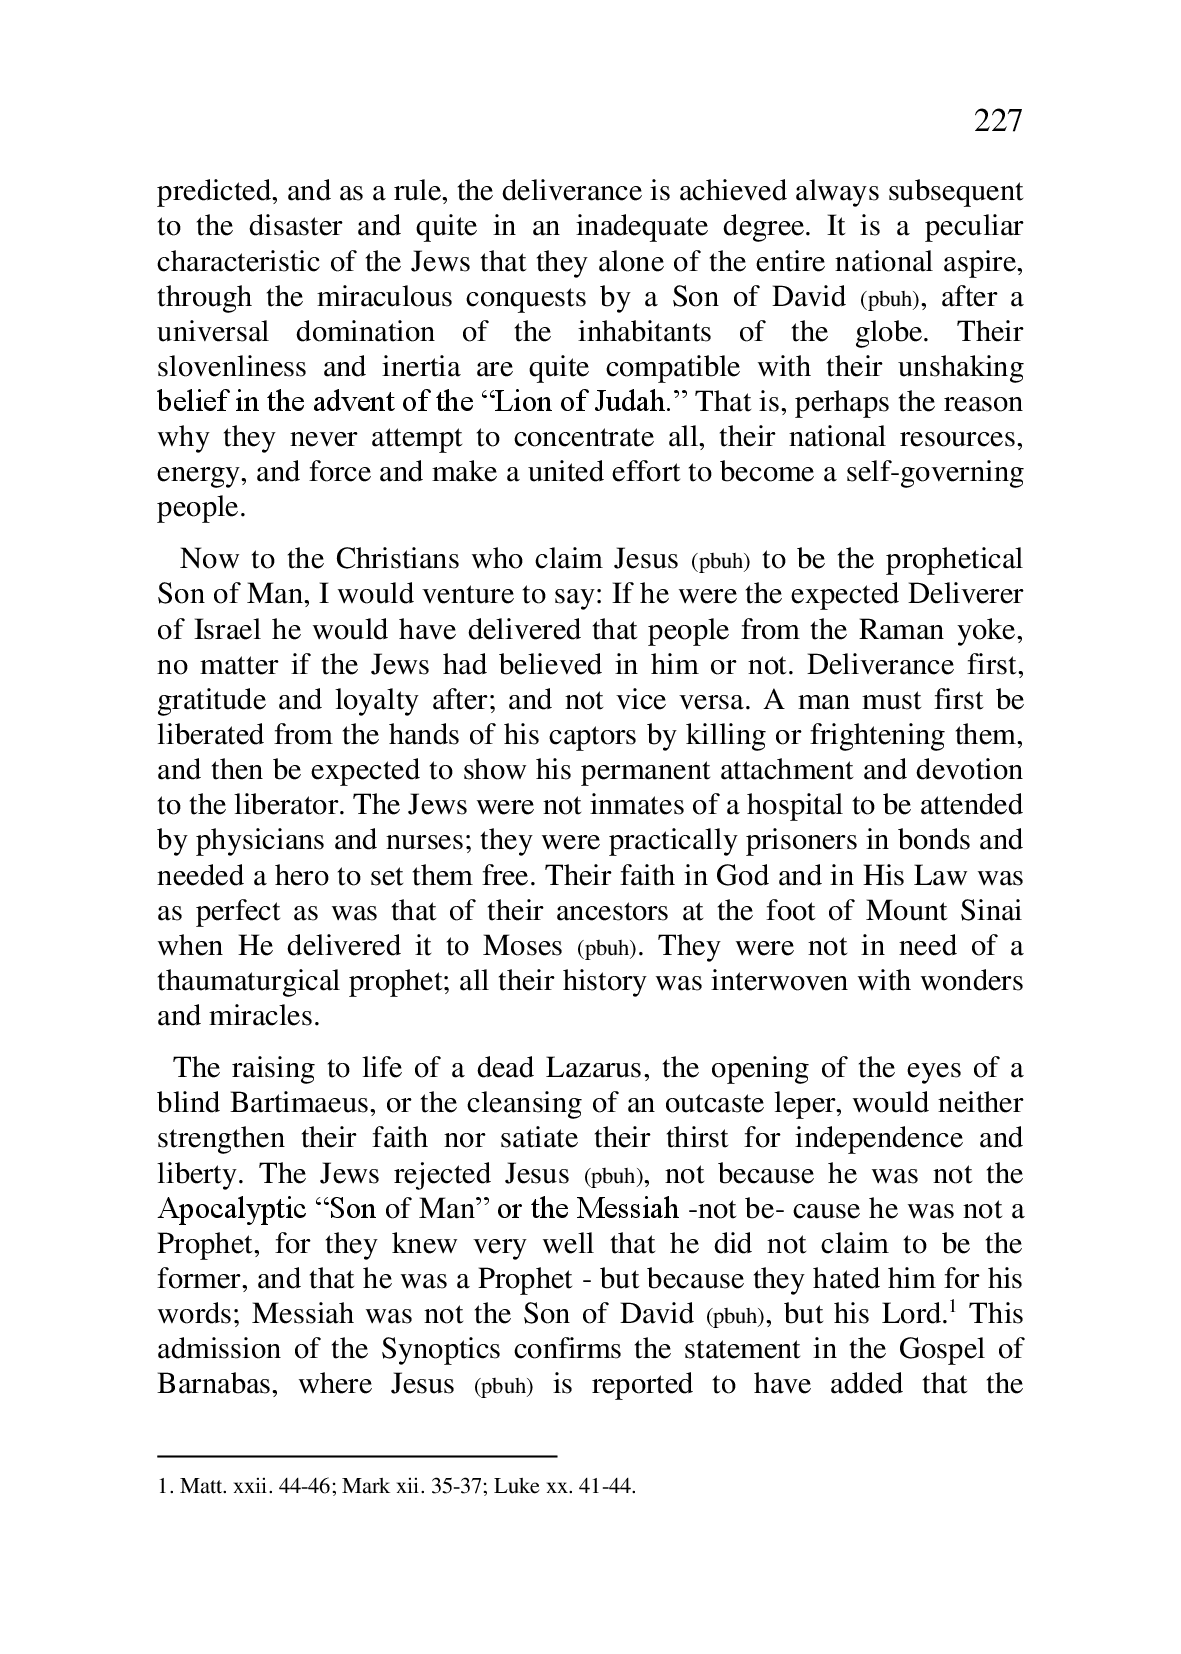 227
predicted, and as a rule, the deliverance is achieved always subsequent
to the disaster and quite in an inadequate degree. It is a peculiar
characteristic of the Jews that they alone of the entire national aspire,
through the miraculous conquests by a Son of David (pbuh), after a
universal domination of the inhabitants of the globe. Their
slovenliness and inertia are quite compatible with their unshaking
belief in the advent of the “Lion of Judah.” That is, perhaps the reason
why they never attempt to concentrate all, their national resources,
energy, and force and make a united effort to become a self-governing
people.
Now to the Christians who claim Jesus (pbuh) to be the prophetical
Son of Man, I would venture to say: If he were the expected Deliverer
of Israel he would have delivered that people from the Raman yoke,
no matter if the Jews had believed in him or not. Deliverance first,
gratitude and loyalty after; and not vice versa. A man must first be
liberated from the hands of his captors by killing or frightening them,
and then be expected to show his permanent attachment and devotion
to the liberator. The Jews were not inmates of a hospital to be attended
by physicians and nurses; they were practically prisoners in bonds and
needed a hero to set them free. Their faith in God and in His Law was
as perfect as was that of their ancestors at the foot of Mount Sinai
when He delivered it to Moses (pbuh). They were not in need of a
thaumaturgical prophet; all their history was interwoven with wonders
and miracles.
The raising to life of a dead Lazarus, the opening of the eyes of a
blind Bartimaeus, or the cleansing of an outcaste leper, would neither
strengthen their faith nor satiate their thirst for independence and
liberty. The Jews rejected Jesus (pbuh), not because he was not the
Apocalyptic “Son of Man” or the Messiah -not be- cause he was not a
Prophet, for they knew very well that he did not claim to be the
former, and that he was a Prophet - but because they hated him for his
words; Messiah was not the Son of David (pbuh), but his Lord.1 This
admission of the Synoptics confirms the statement in the Gospel of
Barnabas, where Jesus (pbuh) is reported to have added that the
1. Matt. xxii. 44-46; Mark xii. 35-37; Luke xx. 41-44.